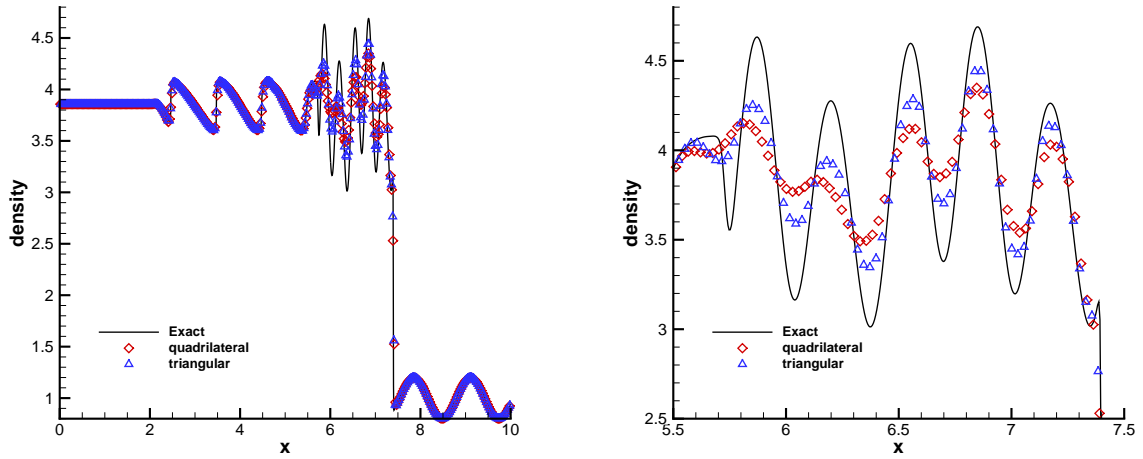 4.5
4
3.5
3
2.5
2
1.5
1
density
Exact
quadrilateral
triangular
0 2 4 6 8 10
x
4.5
4
3.5
3
2.5
density
Exact
quadrilateral
triangular
5.5 6 6.5 7 7.5
x